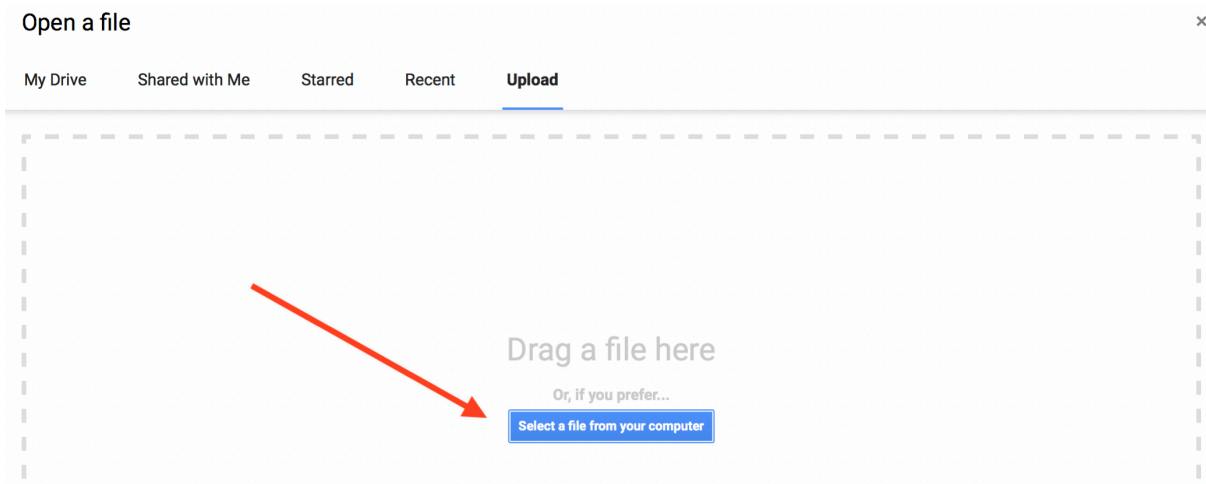 Open a file
×
My Drive Shared with Me Starred Recent Upload
Drag a file here
Or, if you prefer...
Select a file from your computer